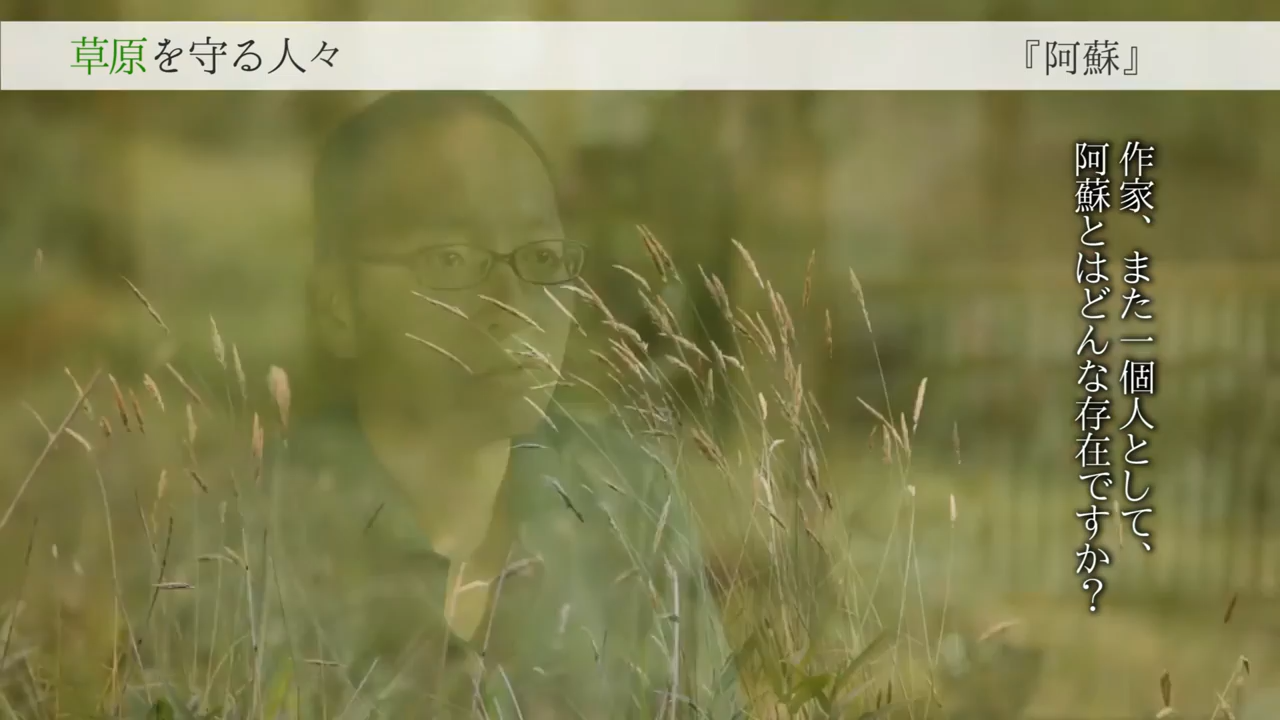 草原を守る人々
『阿蘇』
作家、また一個人として、
阿蘇とはどんな存在ですか？